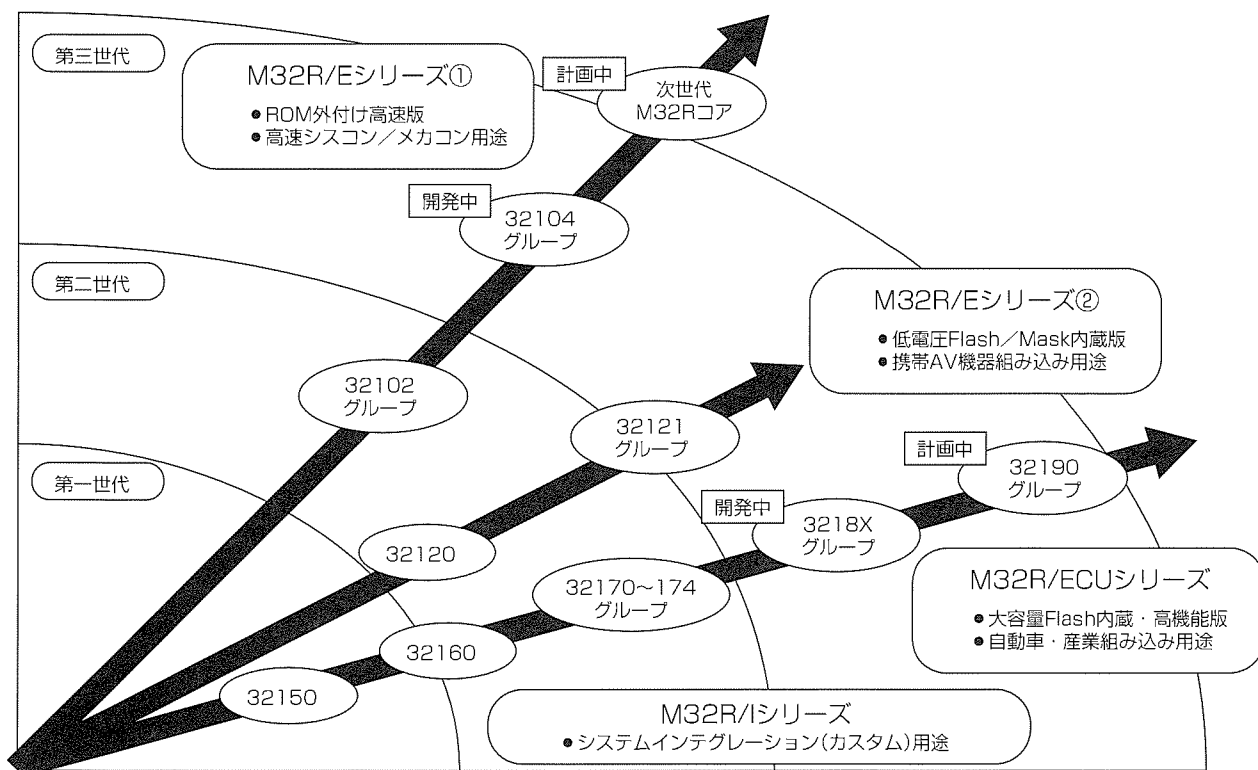 第三世代
M32R/Eシリーズ①
●ROM外付け高速版
●高速シスコン／メカコン用途
計画中
次世代
M32Rコア
開発中
32104
グループ
第二世代
M32R/Eシリーズ②
●低電圧Flash／Mask内蔵版
●携帯AV機器組み込み用途
32102
グループ
32121
グループ
第一世代
計画中
32190
グループ
開発中
3218X
グループ
32120
32170～174
グループ
M32R/ECUシリーズ
●大容量Flash内蔵・高機能版
●自動車・産業組み込み用途
32160
32150
M32R/Iシリーズ
●システムインテグレーション(カスタム)用途